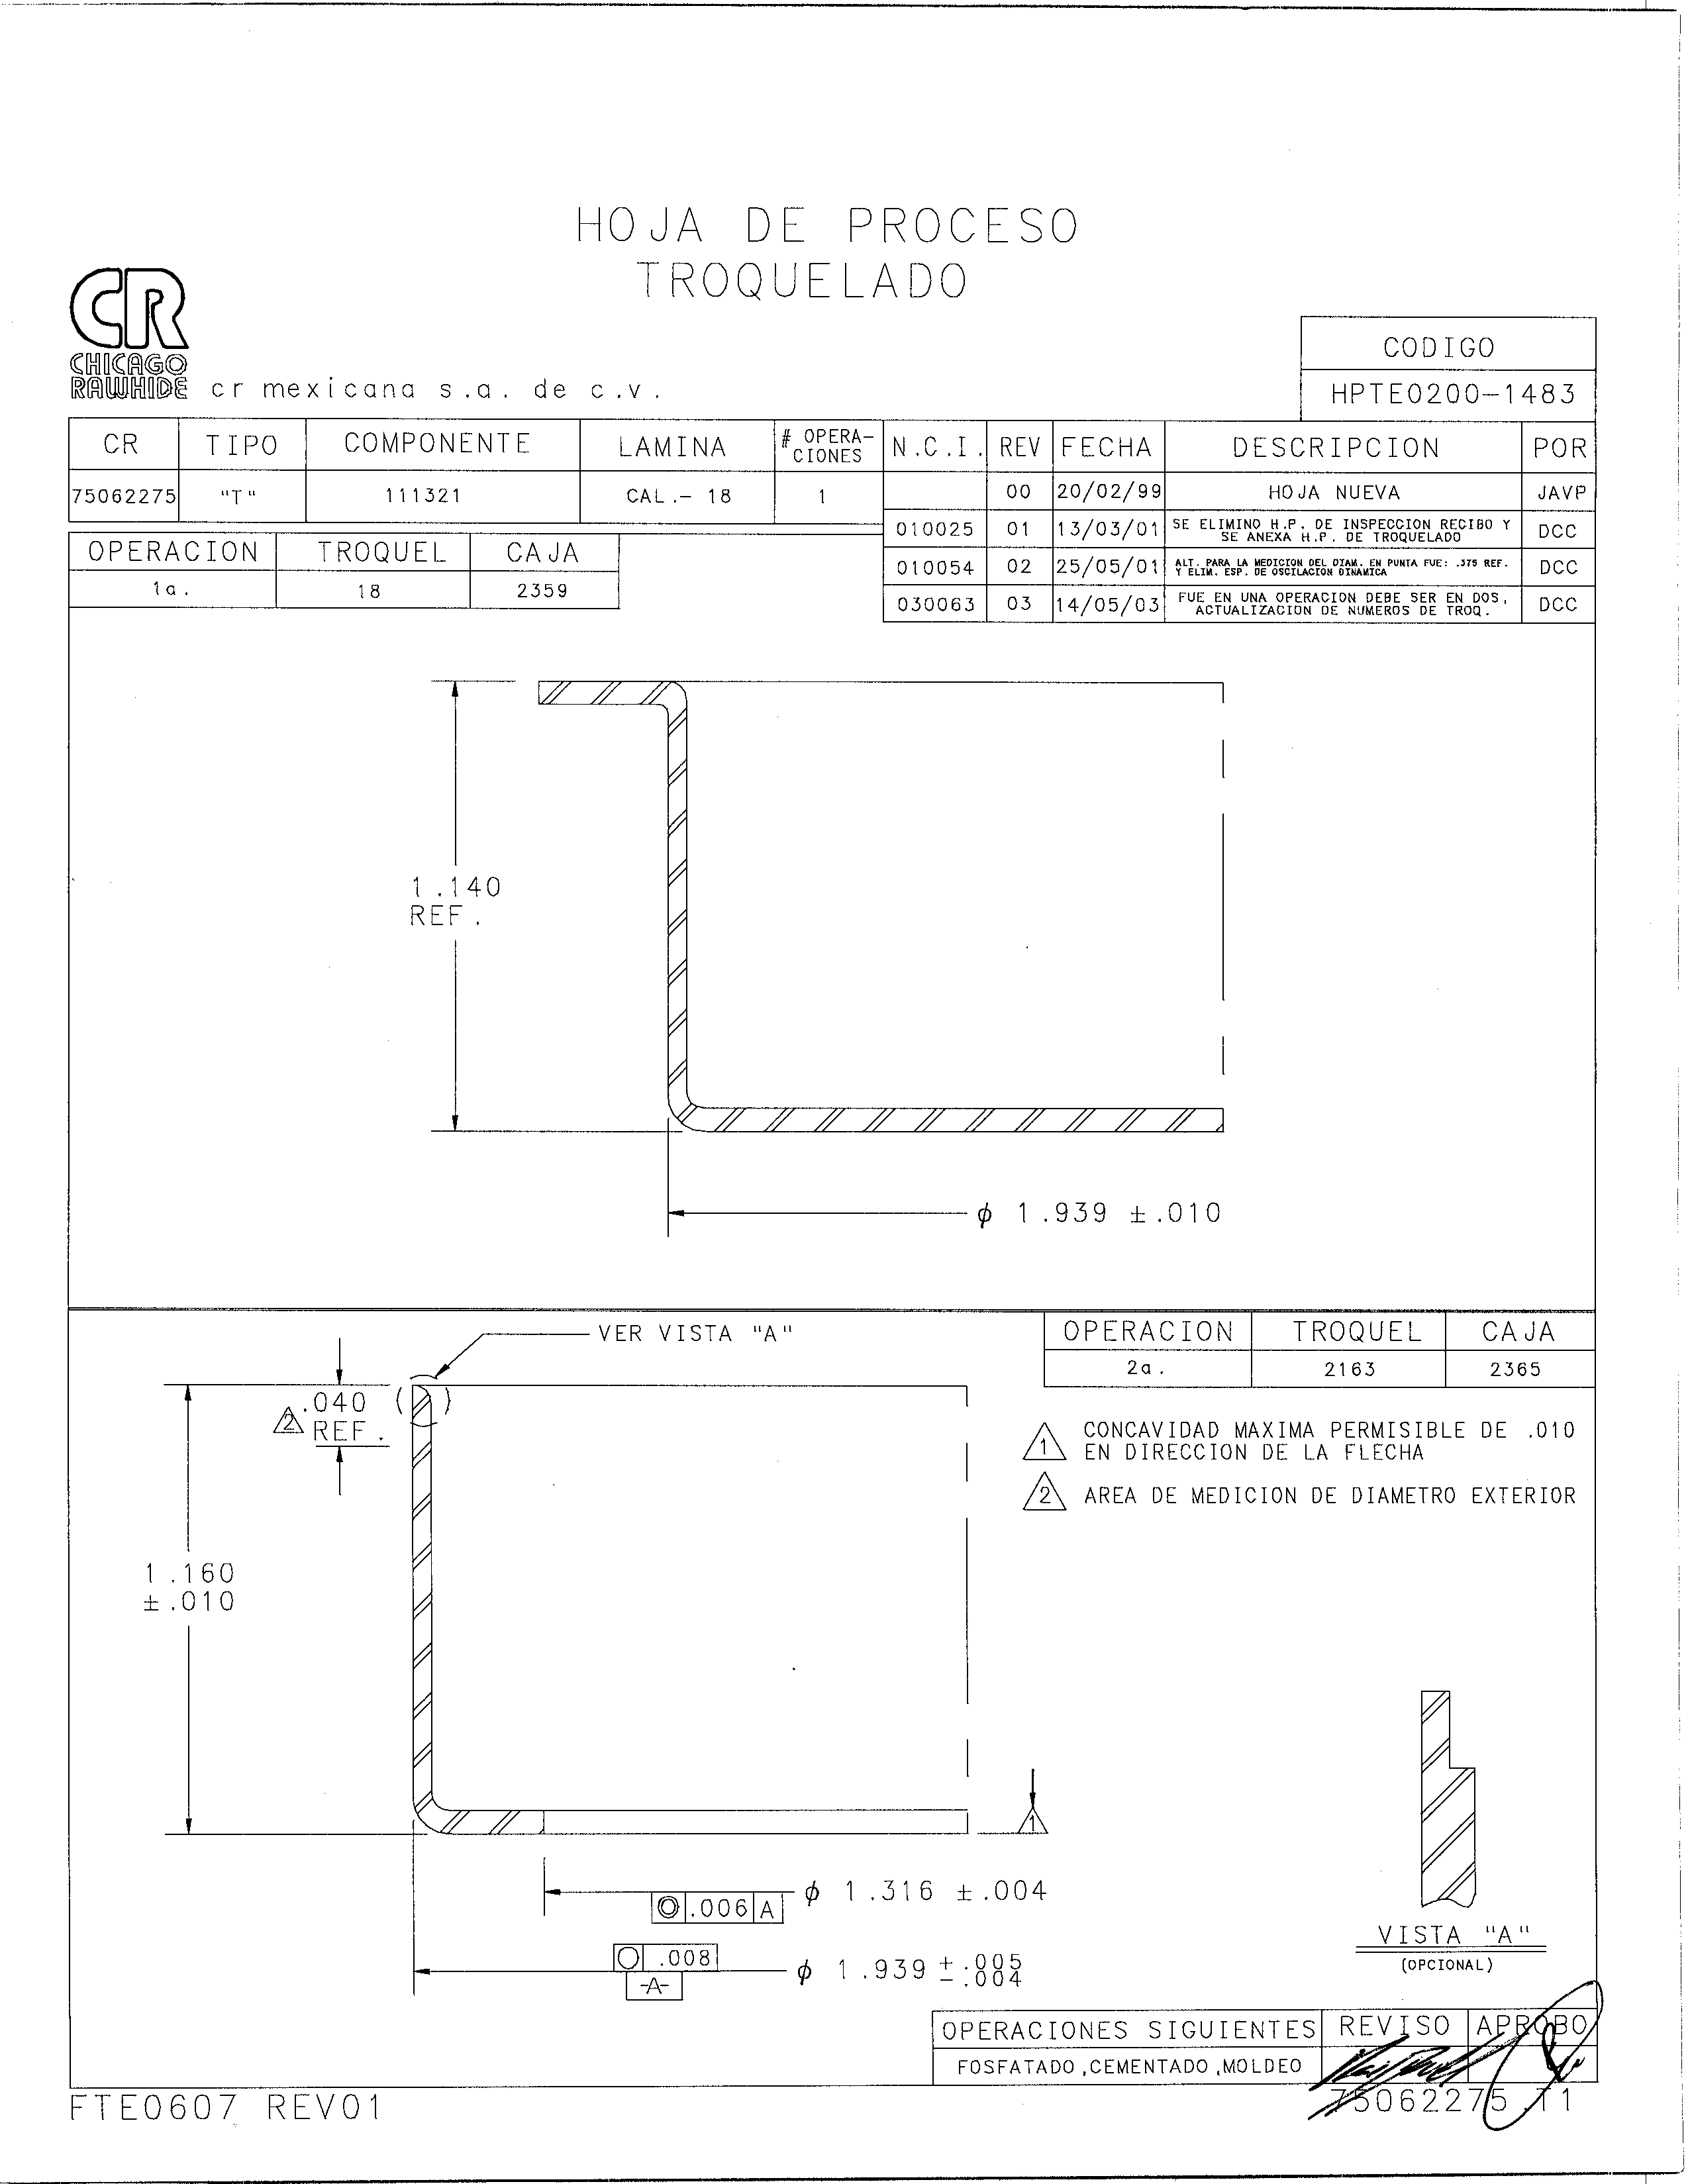 HOJA DE PROCESO
TROQUELADO
CR
CHICAGO
RAWHIDE cr mexicana s.a. de c.v.
CODIGO
HPTE0200-1483
CR TIPO COMPONENTE LAMINA # OPERA-CIONES N.C.I. REV FECHA DESCRIPCION POR
75062275 "T" 111321 CAL.- 18 1 00 20/02/99 HOJA NUEVA JAVP
010025 01 13/03/01 SE ELIMINO H.P. DE INSPECCION RECIBO Y SE ANEXA H.P. DE TROQUELADO DCC
010054 02 25/05/01 ALT. PARA LA MEDICION DEL DIAM. EN PUNTA FUE: .375 REF. Y ELIM. ESP. DE OSCILACION DINAMICA DCC
030063 03 14/05/03 FUE EN UNA OPERACION DEBE SER EN DOS, ACTUALIZACION DE NUMEROS DE TROQ. DCC
OPERACION TROQUEL CAJA
1a. 18 2359
1.140
REF.
ϕ 1.939 ±.010
VER VISTA "A"
OPERACION TROQUEL CAJA
2a. 2163 2365
.040
2 REF.
1 CONCAVIDAD MAXIMA PERMISIBLE DE .010
EN DIRECCION DE LA FLECHA
2 AREA DE MEDICION DE DIAMETRO EXTERIOR
1.160
±.010
1
ϕ 1.316 ±.004
◎ .006 A
○ .008
-A-
ϕ 1.939 +.005
-.004
VISTA "A"
(OPCIONAL)
OPERACIONES SIGUIENTES REVISO APROBO
FOSFATADO,CEMENTADO,MOLDEO
FTE0607 REV01
75062275.T1